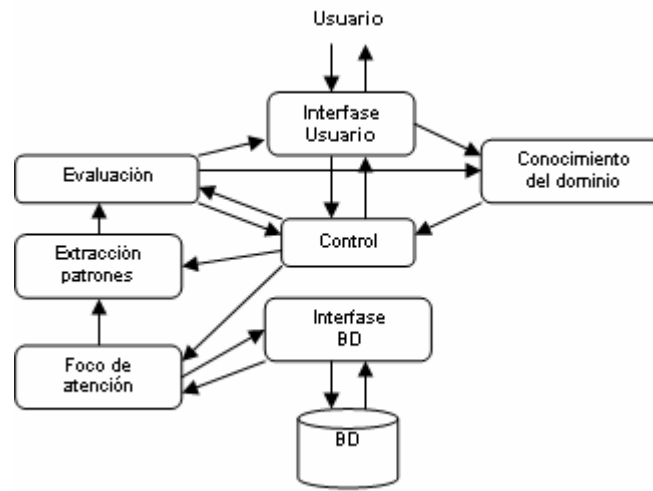 Usuario
Interfase
Usuario
Evaluación
Conocimiento
del dominio
Control
Extracción
patrones
Interfase
BD
Foco de
atención
BD